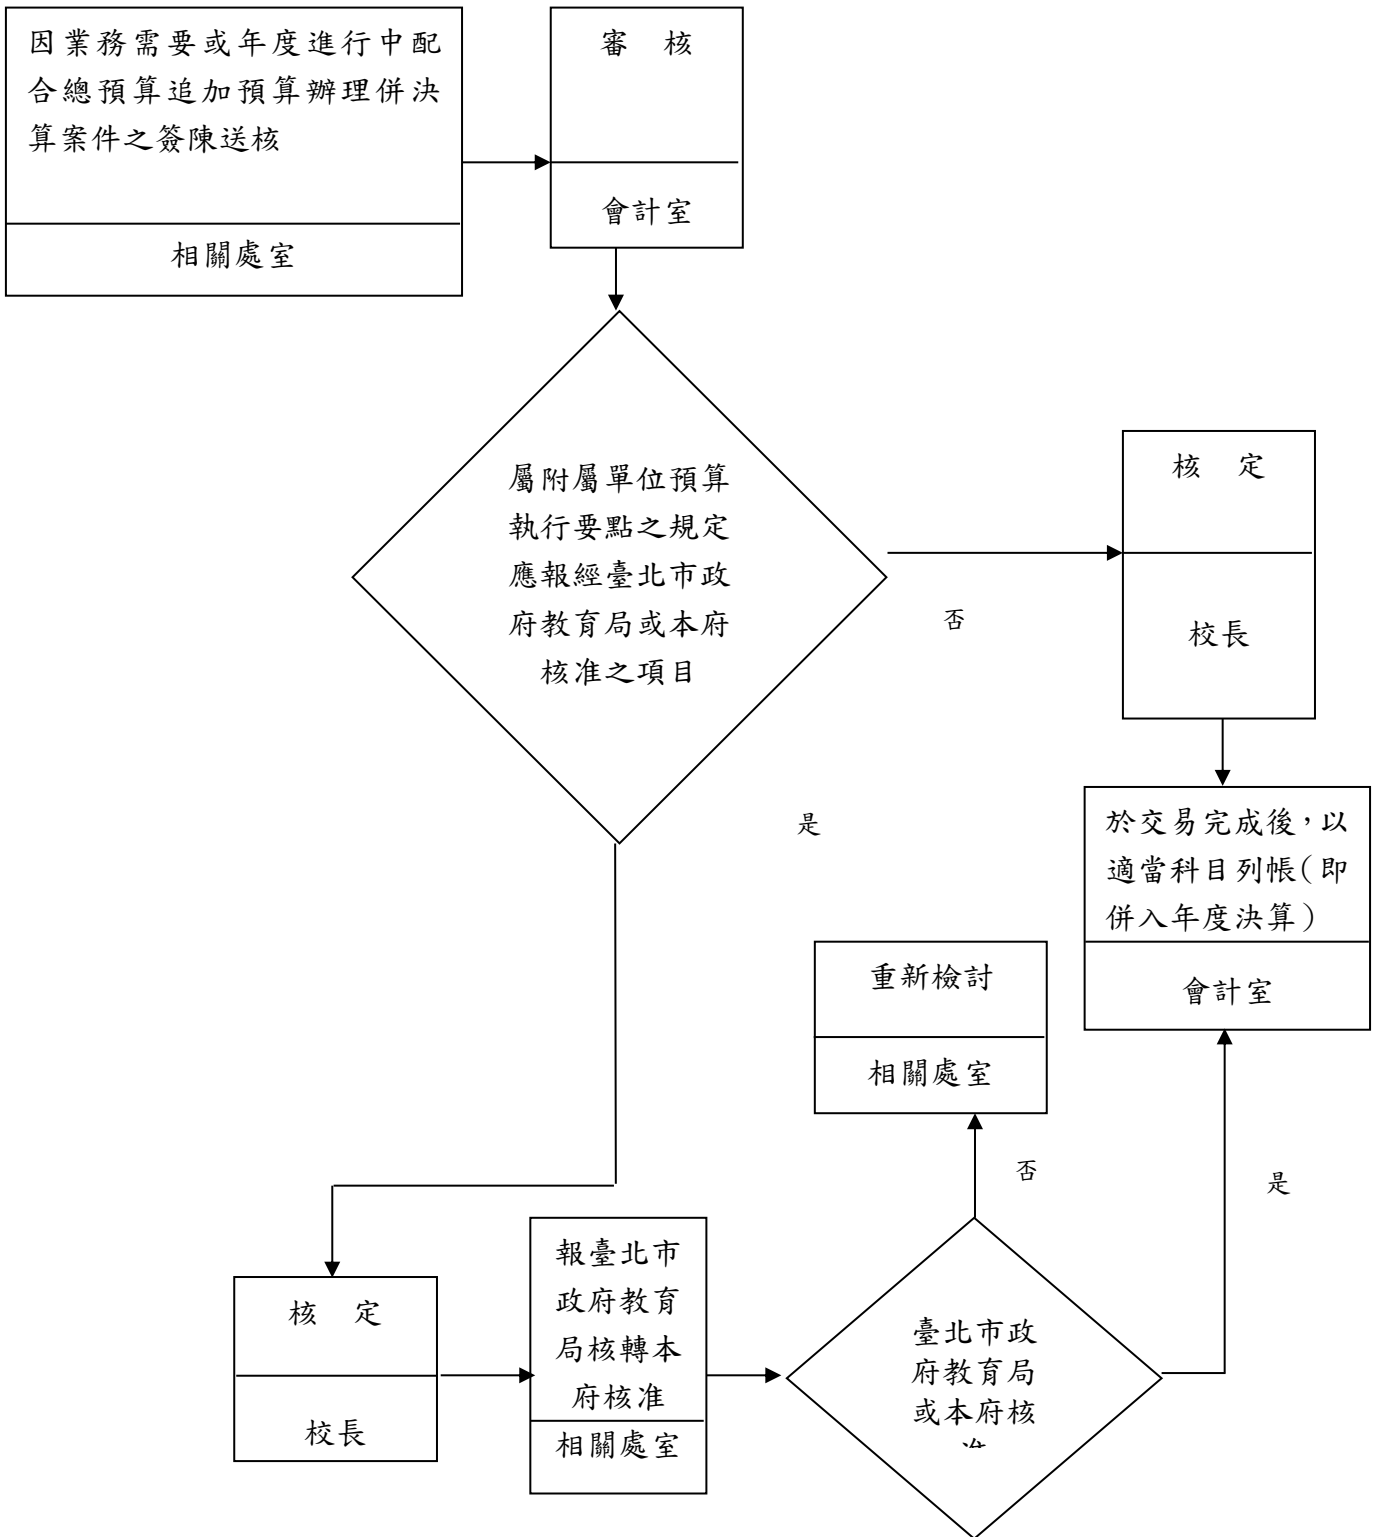 因業務需要或年度進行中配
合總預算追加預算辦理併決
算案件之簽陳送核
相關處室
審　核
會計室
屬附屬單位預算
執行要點之規定
應報經臺北市政
府教育局或本府
核准之項目
否
核　定
校長
是
於交易完成後，以
適當科目列帳（即
併入年度決算）
會計室
重新檢討
相關處室
否
是
核　定
校長
報臺北市
政府教育
局核轉本
府核准
相關處室
臺北市政
府教育局
或本府核